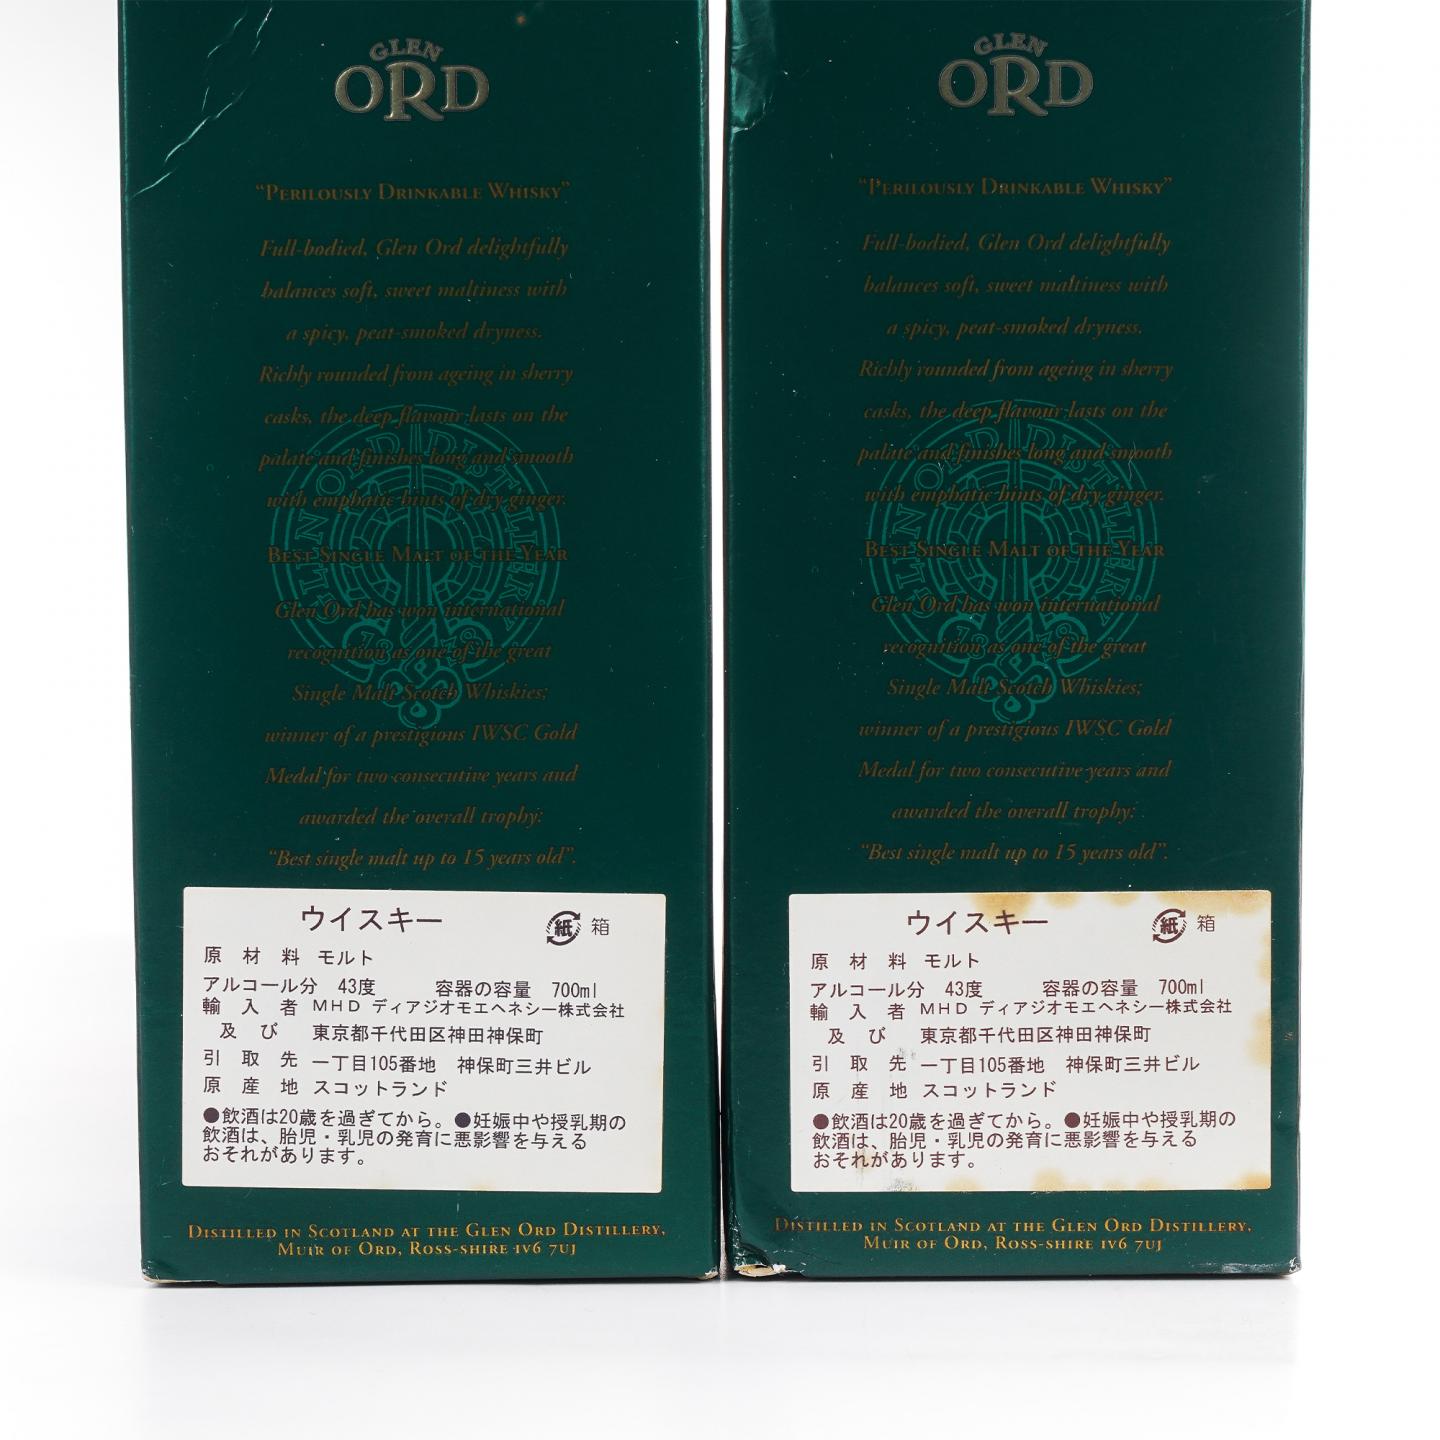 GLEN
ORD
“PERILOUSLY DRINKABLE WHISKY”
Full-bodied, Glen Ord delightfully
balances soft, sweet maltiness with
a spicy, peat-smoked dryness.
Richly rounded from ageing in sherry
casks, the deep flavour lasts on the
palate and finishes long and smooth
with emphatic hints of dry ginger.
BEST SINGLE MALT OF THE YEAR
Glen Ord has won international
recognition as one of the great
Single Malt Scotch Whiskies;
winner of a prestigious IWSC Gold
Medal for two consecutive years and
awarded the overall trophy:
“Best single malt up to 15 years old”.
GLEN ORD DISTILLERY
1838
ウイスキー 紙 箱
原材料 モルト
アルコール分 43度 容器の容量 700ml
輸入者 MHD ディアジオモエヘネシー株式会社
及び 東京都千代田区神田神保町
引取先 一丁目105番地 神保町三井ビル
原産地 スコットランド
●飲酒は20歳を過ぎてから。●妊娠中や授乳期の
飲酒は、胎児・乳児の発育に悪影響を与える
おそれがあります。
DISTILLED IN SCOTLAND AT THE GLEN ORD DISTILLERY,
MUIR OF ORD, ROSS-SHIRE IV6 7UJ
GLEN
ORD
“PERILOUSLY DRINKABLE WHISKY”
Full-bodied, Glen Ord delightfully
balances soft, sweet maltiness with
a spicy, peat-smoked dryness.
Richly rounded from ageing in sherry
casks, the deep flavour lasts on the
palate and finishes long and smooth
with emphatic hints of dry ginger.
BEST SINGLE MALT OF THE YEAR
Glen Ord has won international
recognition as one of the great
Single Malt Scotch Whiskies;
winner of a prestigious IWSC Gold
Medal for two consecutive years and
awarded the overall trophy:
“Best single malt up to 15 years old”.
GLEN ORD DISTILLERY
1838
ウイスキー 紙 箱
原材料 モルト
アルコール分 43度 容器の容量 700ml
輸入者 MHD ディアジオモエヘネシー株式会社
及び 東京都千代田区神田神保町
引取先 一丁目105番地 神保町三井ビル
原産地 スコットランド
●飲酒は20歳を過ぎてから。●妊娠中や授乳期の
飲酒は、胎児・乳児の発育に悪影響を与える
おそれがあります。
DISTILLED IN SCOTLAND AT THE GLEN ORD DISTILLERY,
MUIR OF ORD, ROSS-SHIRE IV6 7UJ